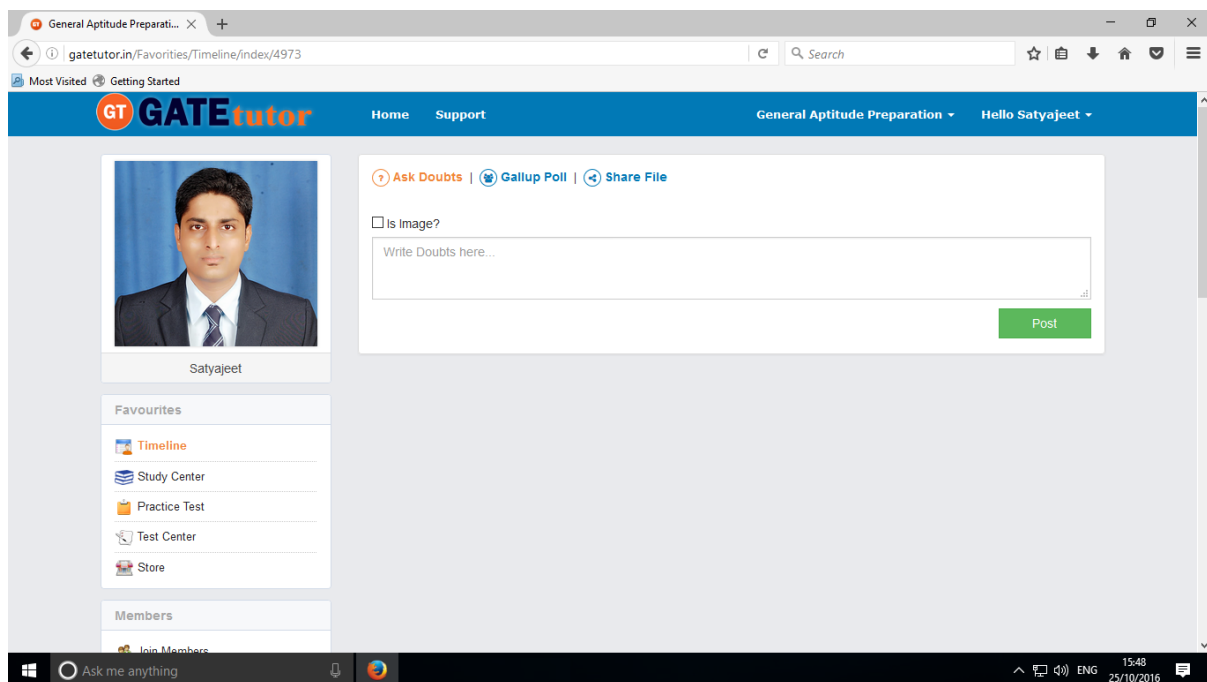 General Aptitude Preparati...
gatetutor.in/Favorities/Timeline/index/4973
Search
Most Visited Getting Started
GT GATEtutor Home Support General Aptitude Preparation Hello Satyajeet
Ask Doubts | Gallup Poll | Share File
Is Image?
Write Doubts here...
Post
Satyajeet
Favourites
Timeline
Study Center
Practice Test
Test Center
Store
Members
Join Members
Ask me anything ENG 15:48
25/10/2016